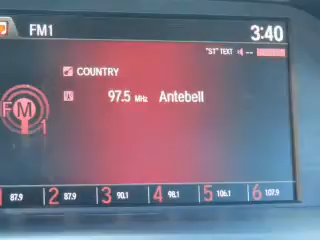 FM1 3:40
"ST" TEXT --
COUNTRY
FM 1 97.5 MHz Antebell
1 87.9 2 87.9 3 90.1 4 98.1 5 106.1 6 107.9